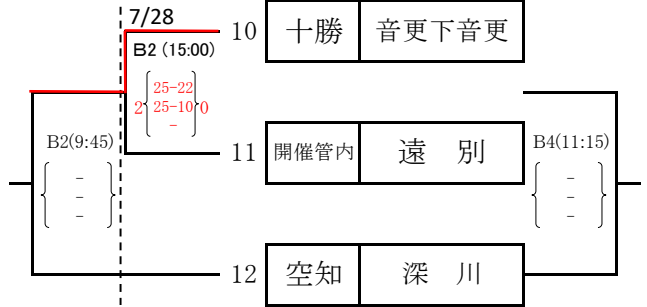 7/28
10 十勝 音更下音更
B2 (15:00)
25-22
2 25-10 0
-
B2(9:45)
-
-
-
11 開催管内 遠 別
B4(11:15)
-
-
-
12 空知 深 川